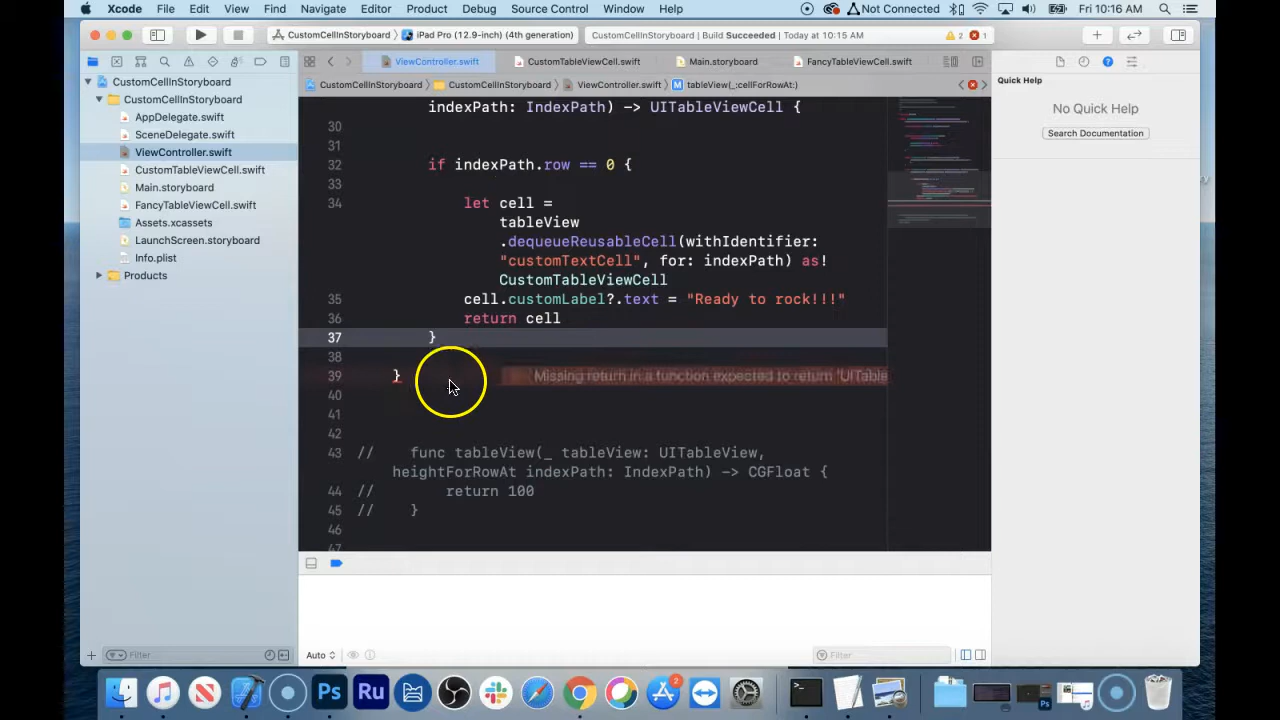 Xcode File Edit View Find Navigate Editor Product Debug Source Control Window Help Not Connected Fri 10:16 AM
CustomCellInStoryboard iPad Pro (12.9-inch) (4th generation) CustomCellInStoryboard | Build Succeeded | Today at 10:15 AM 2 1
ViewController.swift CustomTableViewCell.swift Main.storyboard FancyTableViewCell.swift
CustomCellInStoryboard CustomCellInStoryboard ViewController.swift M tableView(_:cellForRowAt:)
CustomCellInStoryboard
CustomCellInStoryboard
AppDelegate.swift
SceneDelegate.swift
ViewController.swift
CustomTableViewCell.swift
Main.storyboard
FancyTableViewCell.swift
Assets.xcassets
LaunchScreen.storyboard
Info.plist
Products
Filter
indexPath: IndexPath) -> UITableViewCell {
30
31
32 if indexPath.row == 0 {
33
34 let cell =
tableView
.dequeueReusableCell(withIdentifier:
"customTextCell", for: indexPath) as!
CustomTableViewCell
35 cell.customLabel?.text = "Ready to rock!!!"
36 return cell
37 }
38
39 } Missing return in a function expected to return 'UITable
40
41
42
43 // func tableView(_ tableView: UITableView,
heightForRowAt indexPath: IndexPath) -> CGFloat {
44 // return 300
45 // }
46
47
Auto
Filter
Quick Help
No Quick Help
Search Documentation
Ru
Ps